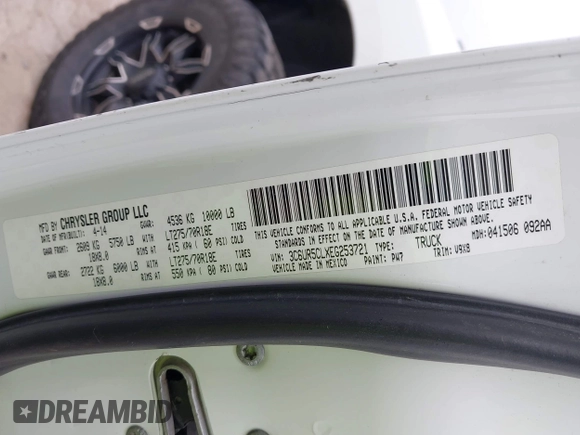 MFD BY CHRYSLER GROUP LLC
DATE OF MFR(BUILT): 4-14 GVWR: 4536 KG 10000 LB
GAWR FRONT: 2609 KG 5750 LB WITH LT275/70R18E TIRES
18X8.0 RIMS AT 415 KPA ( 60 PSI) COLD
GAWR REAR: 2722 KG 6000 LB WITH LT275/70R18E TIRES
18X8.0 RIMS AT 550 KPA ( 80 PSI) COLD
THIS VEHICLE CONFORMS TO ALL APPLICABLE U.S.A. FEDERAL MOTOR VEHICLE SAFETY
STANDARDS IN EFFECT ON THE DATE OF MANUFACTURE SHOWN ABOVE.
VIN: 3C6UR5CLXEG253721 TYPE: TRUCK MDH: 041506 092AA
VEHICLE MADE IN MEXICO PAINT: PW7 TRIM: V9X8
DREAMBID